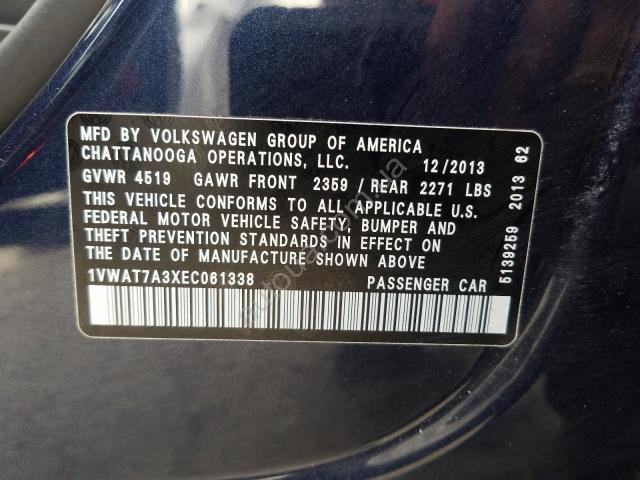 MFD BY VOLKSWAGEN GROUP OF AMERICA
CHATTANOOGA OPERATIONS, LLC. 12/2013
GVWR 4519 GAWR FRONT 2359 / REAR 2271 LBS
THIS VEHICLE CONFORMS TO ALL APPLICABLE U.S.
FEDERAL MOTOR VEHICLE SAFETY, BUMPER AND
THEFT PREVENTION STANDARDS IN EFFECT ON
THE DATE OF MANUFACTURE SHOWN ABOVE
1VWAT7A3XEC061338 PASSENGER CAR
5139259 2013 62